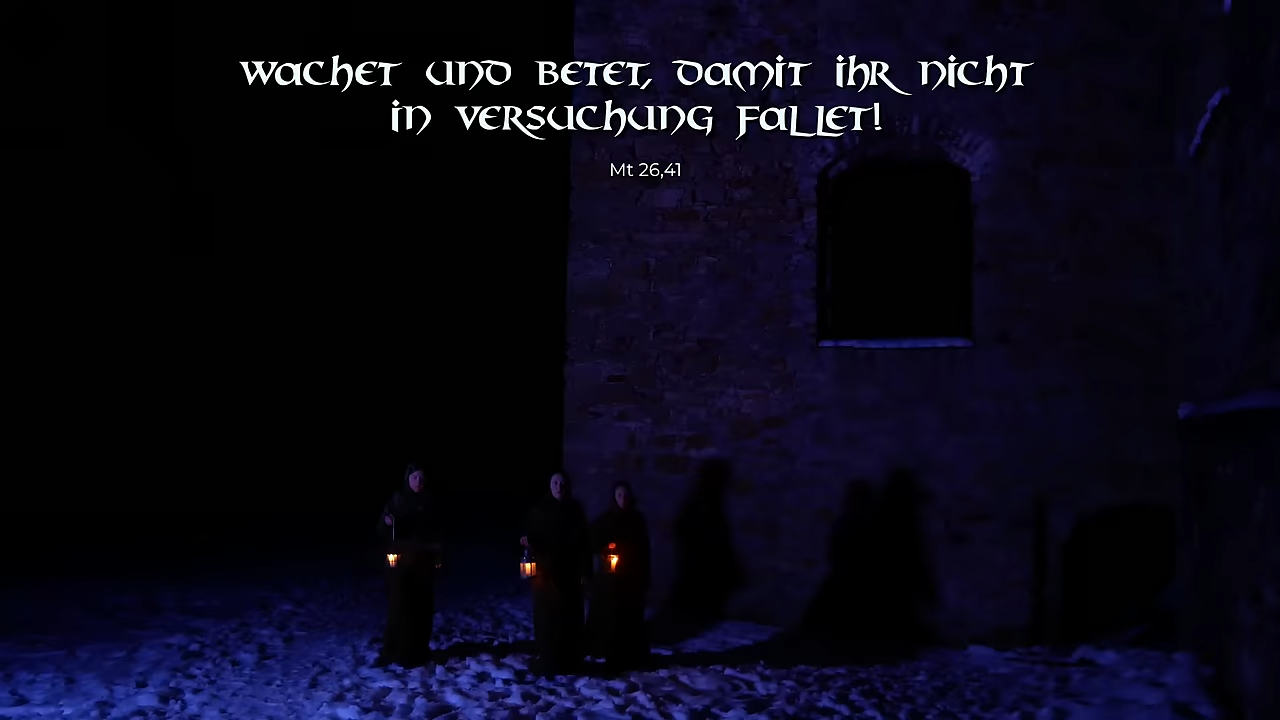 Wachet und betet, damit ihr nicht
in Versuchung fallet!
Mt 26,41